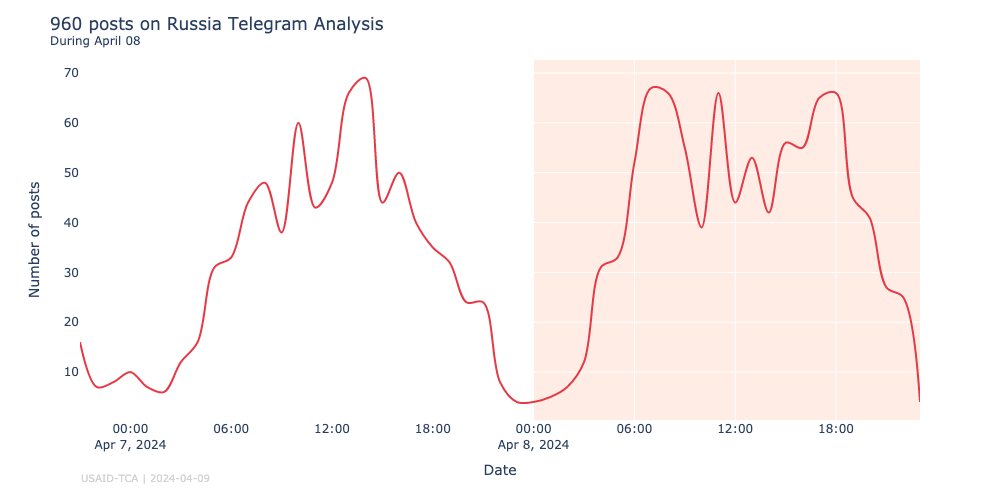 960 posts on Russia Telegram Analysis
During April 08
70
60
50
40
30
20
10
Number of posts
00:00 06:00 12:00 18:00 00:00 06:00 12:00 18:00
Apr 7, 2024 Apr 8, 2024
Date
USAID-TCA | 2024-04-09